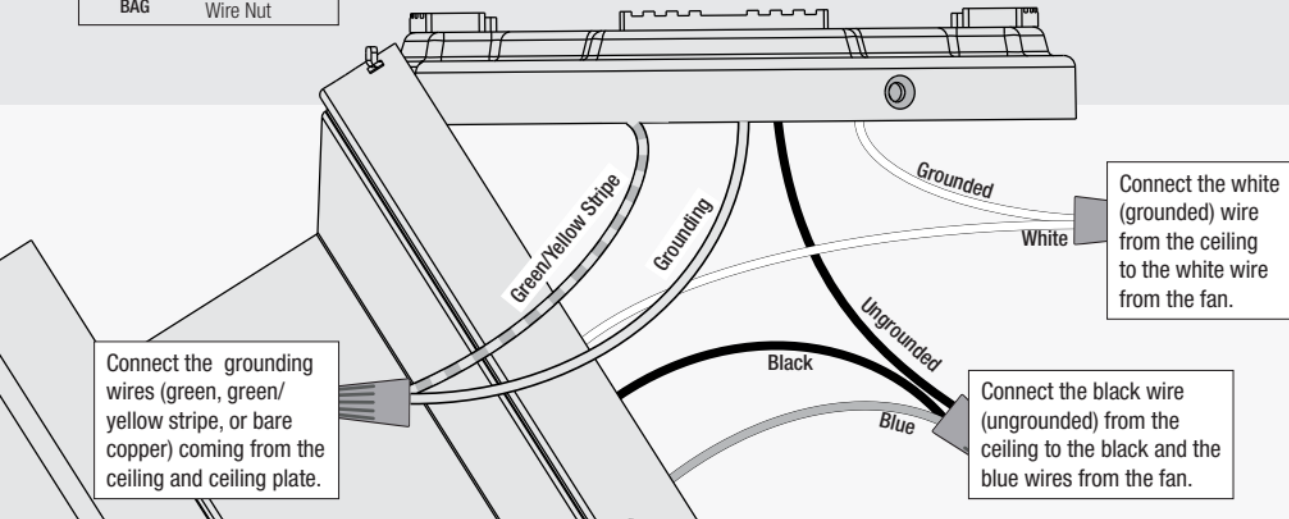 BAG
Wire Nut
Green/Yellow Stripe
Grounding
Grounded
White
Connect the white
(grounded) wire
from the ceiling
to the white wire
from the fan.
Ungrounded
Black
Blue
Connect the grounding
wires (green, green/
yellow stripe, or bare
copper) coming from the
ceiling and ceiling plate.
Connect the black wire
(ungrounded) from the
ceiling to the black and the
blue wires from the fan.